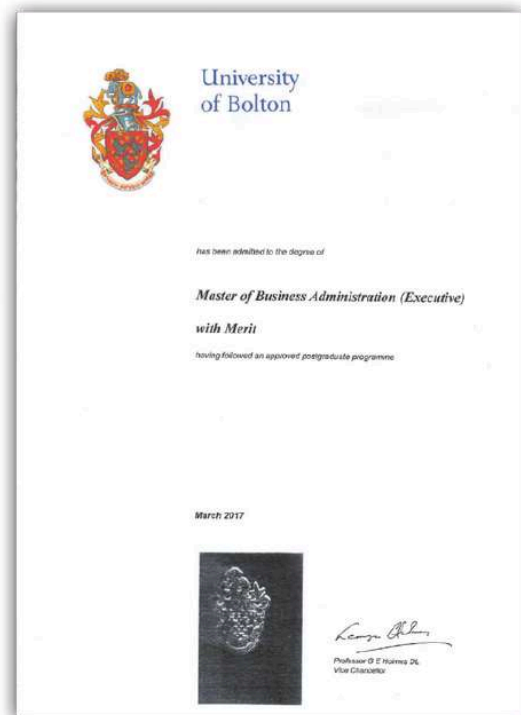 University
of Bolton
has been admitted to the degree of
Master of Business Administration (Executive)
with Merit
having followed an approved postgraduate programme
March 2017
Professor G E Holmes DL
Vice Chancellor